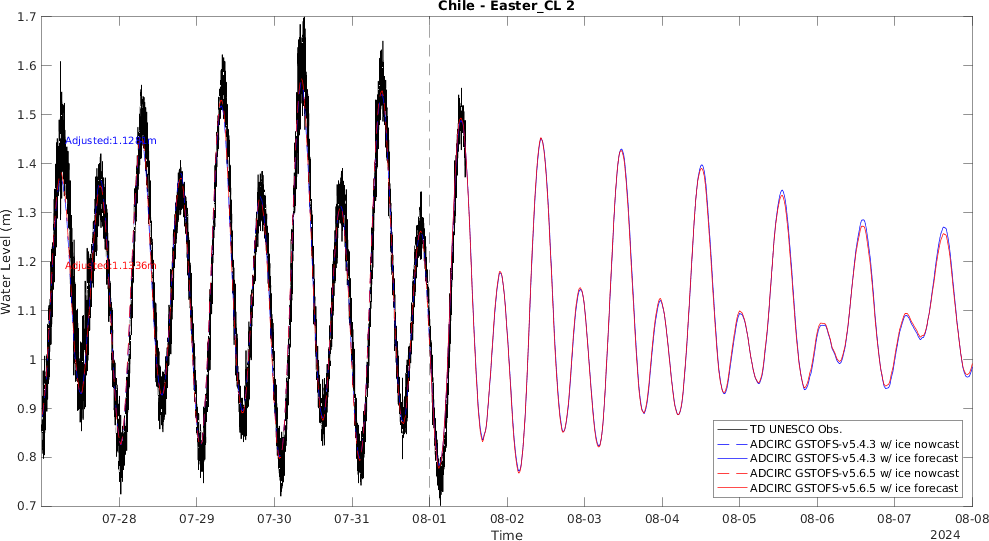 Chile - Easter_CL 2
1.7
1.6
1.5
1.4
1.3
1.2
1.1
1
0.9
0.8
0.7
Water Level (m)
Adjusted:1.1336m
TD UNESCO Obs.
ADCIRC GSTOFS-v5.4.3 w/ ice nowcast
ADCIRC GSTOFS-v5.4.3 w/ ice forecast
ADCIRC GSTOFS-v5.6.5 w/ ice nowcast
ADCIRC GSTOFS-v5.6.5 w/ ice forecast
07-28 07-29 07-30 07-31 08-01 08-02 08-03 08-04 08-05 08-06 08-07 08-08
Time
2024